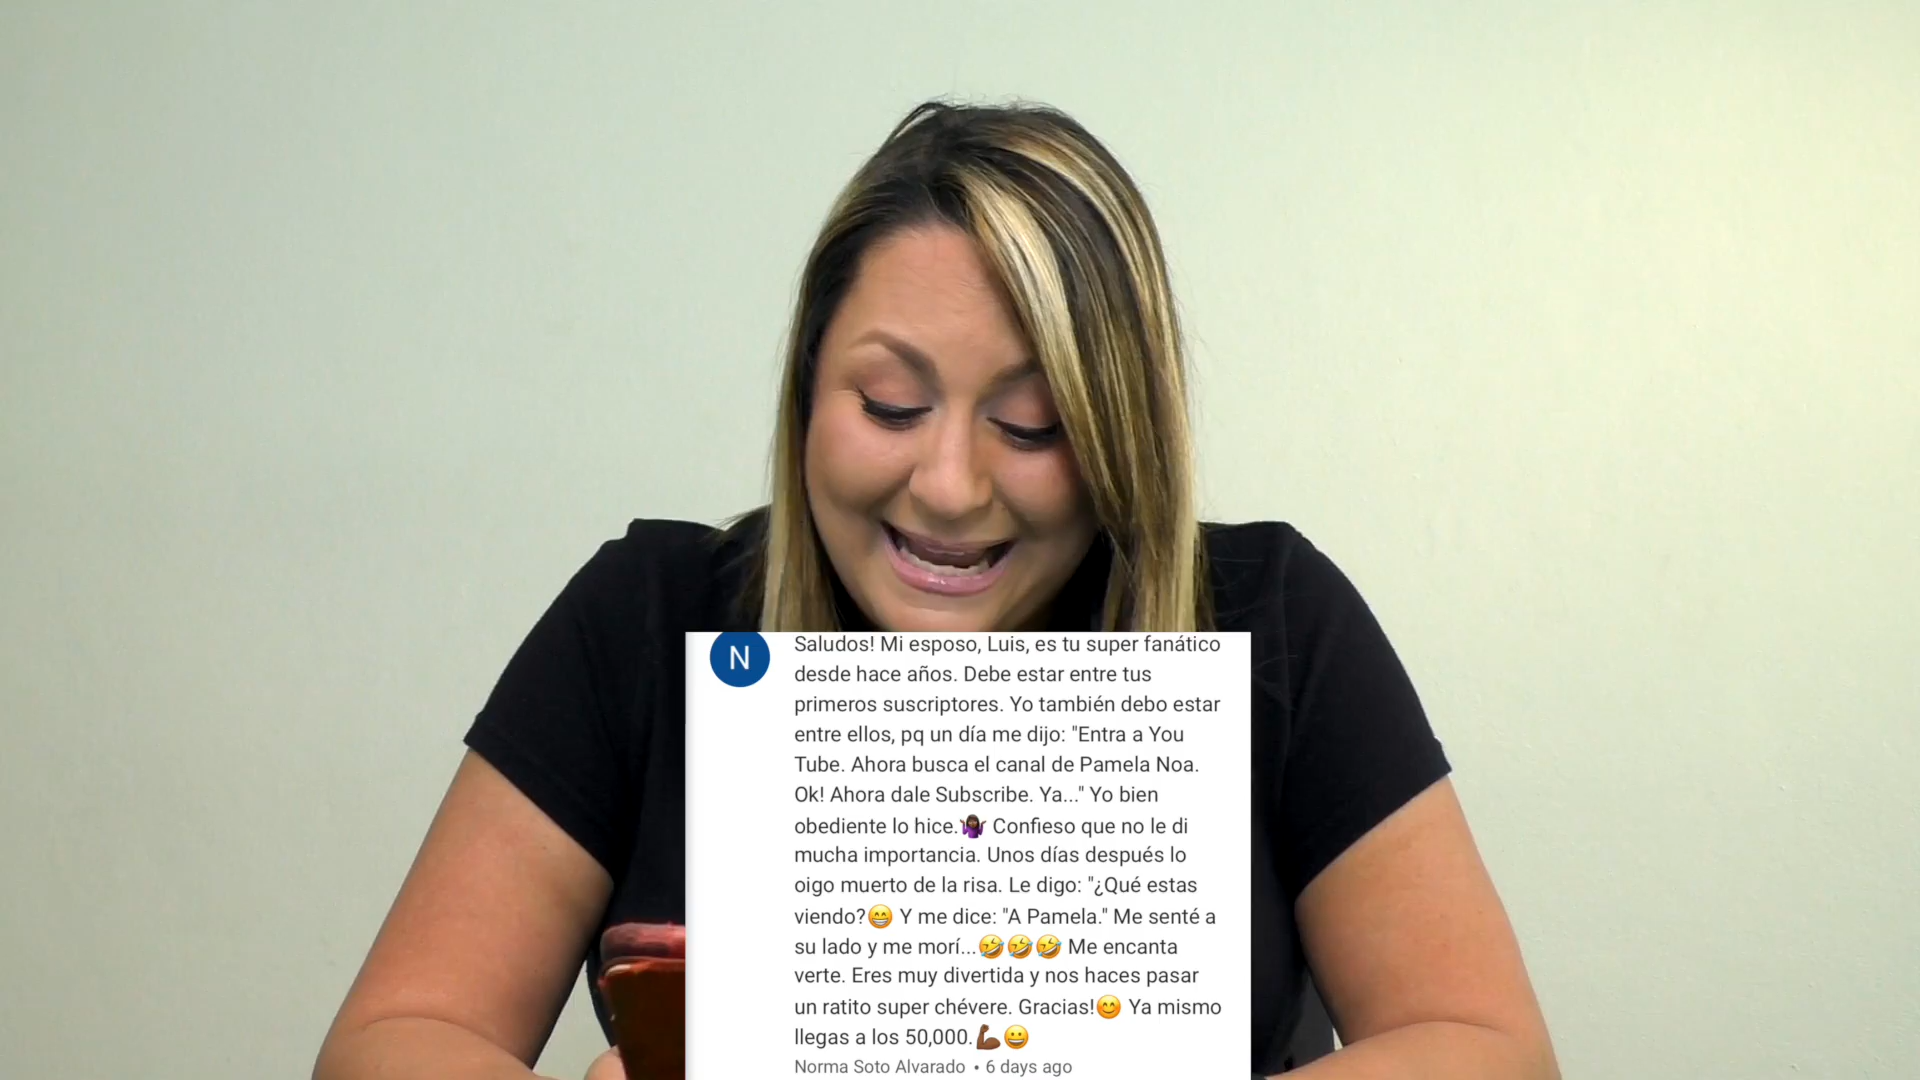 N
Saludos! Mi esposo, Luis, es tu super fanático
desde hace años. Debe estar entre tus
primeros suscriptores. Yo también debo estar
entre ellos, pq un día me dijo: "Entra a You
Tube. Ahora busca el canal de Pamela Noa.
Ok! Ahora dale Subscribe. Ya..." Yo bien
obediente lo hice.🤷🏾‍♀️ Confieso que no le di
mucha importancia. Unos días después lo
oigo muerto de la risa. Le digo: "¿Qué estas
viendo?😁 Y me dice: "A Pamela." Me senté a
su lado y me morí...🤣🤣🤣 Me encanta
verte. Eres muy divertida y nos haces pasar
un ratito super chévere. Gracias!😊 Ya mismo
llegas a los 50,000.💪🏾😀
Norma Soto Alvarado • 6 days ago